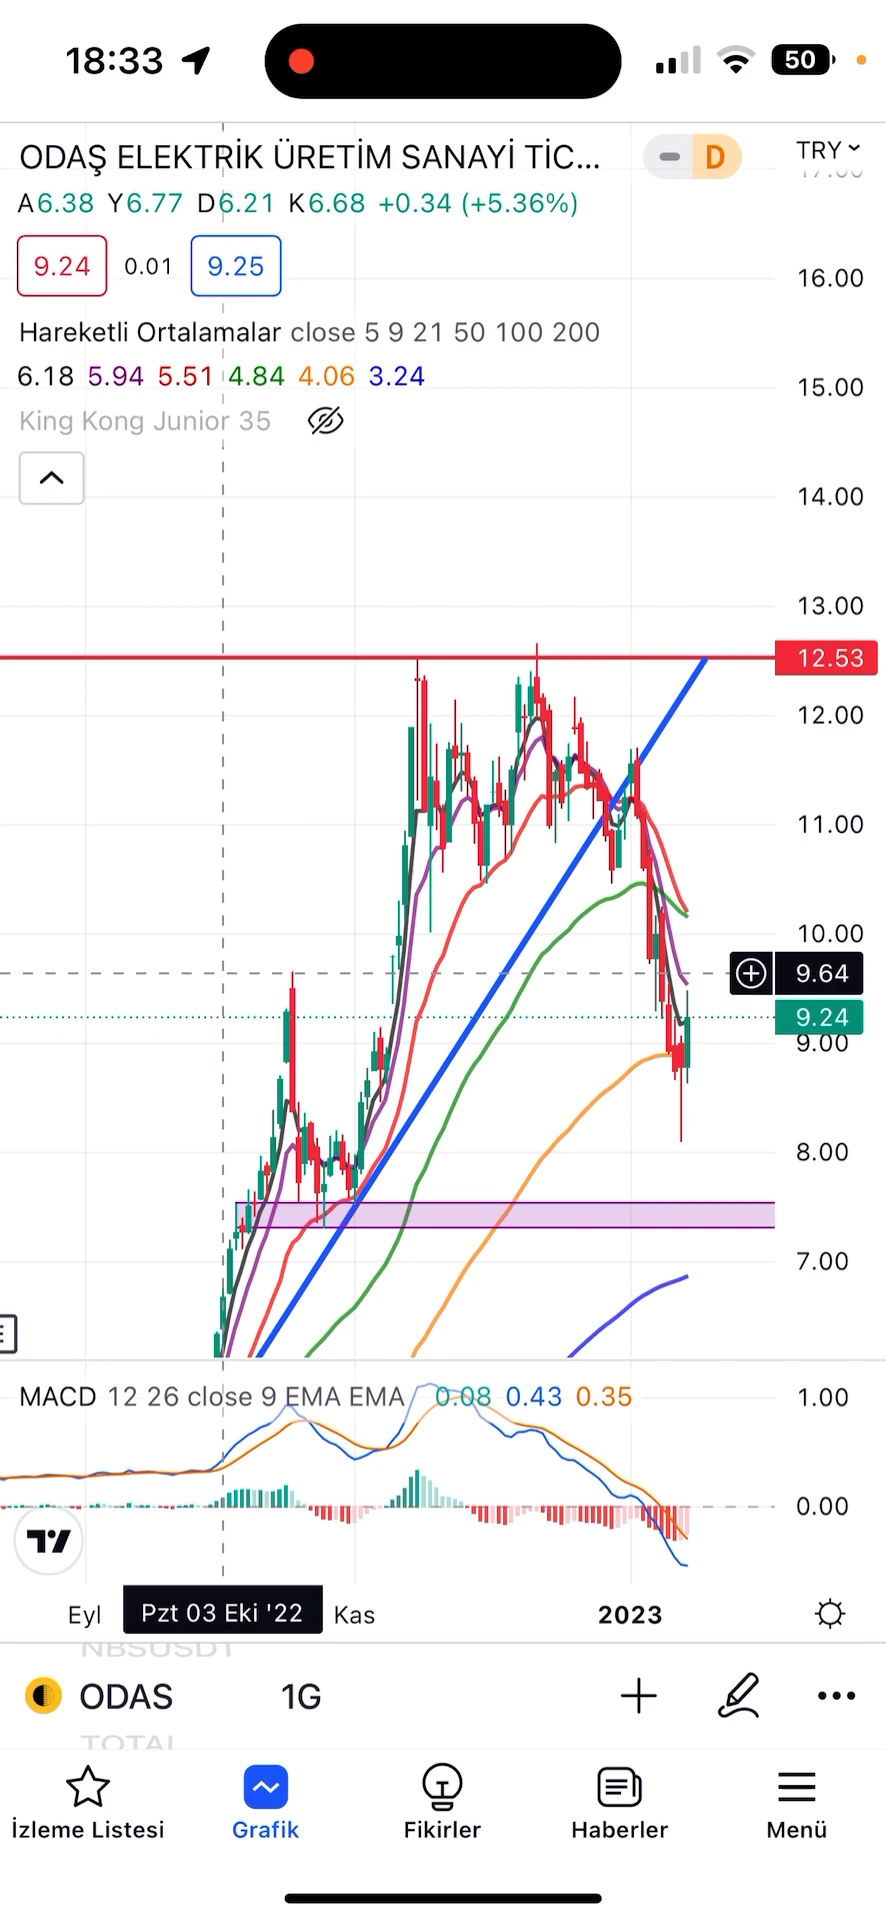 18:33
50
ODAŞ ELEKTRİK ÜRETİM SANAYİ TİC...
D
TRY
17.00
A6.38 Y6.77 D6.21 K6.68 +0.34 (+5.36%)
9.24 0.01 9.25
16.00
Hareketli Ortalamalar close 5 9 21 50 100 200
6.18 5.94 5.51 4.84 4.06 3.24
15.00
King Kong Junior 35
14.00
13.00
12.53
12.00
11.00
10.00
9.64
9.24
9.00
8.00
7.00
E
MACD 12 26 close 9 EMA EMA 0.08 0.43 0.35
1.00
0.00
Eyl
Pzt 03 Eki '22
Kas
2023
NBSUSDT
ODAS
1G
TOTAL
İzleme Listesi
Grafik
Fikirler
Haberler
Menü